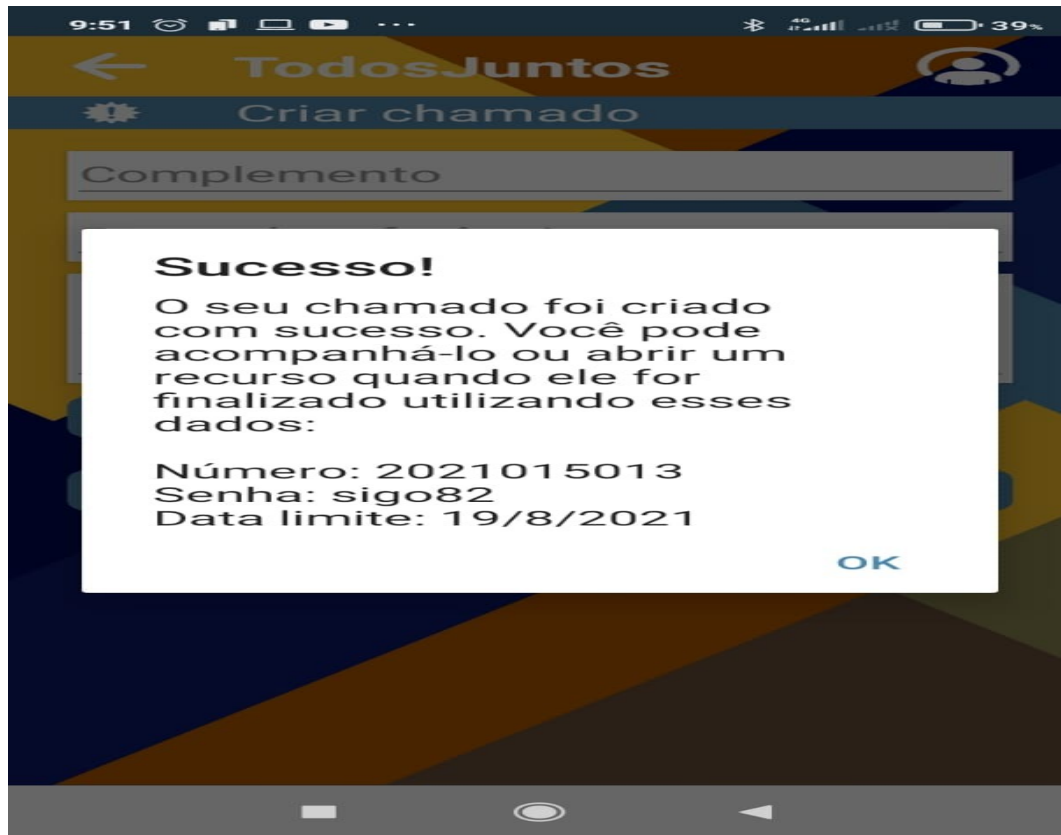 9:51 ... 4G 39%
TodosJuntos
Criar chamado
Complemento
Sucesso!
O seu chamado foi criado
com sucesso. Você pode
acompanhá-lo ou abrir um
recurso quando ele for
finalizado utilizando esses
dados:
Número: 2021015013
Senha: sigo82
Data limite: 19/8/2021
OK